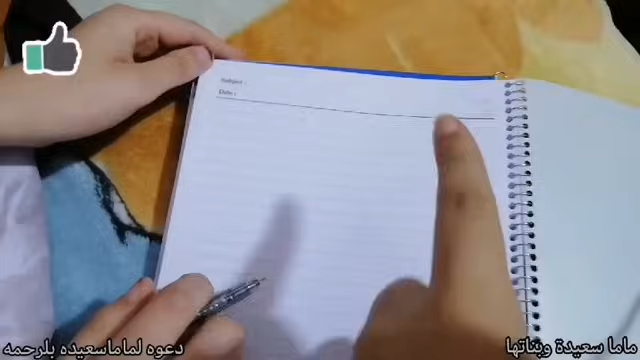 Subject :
Date :
ماما سعيدة وبناتها
دعوه لماماسعيده بلرحمه